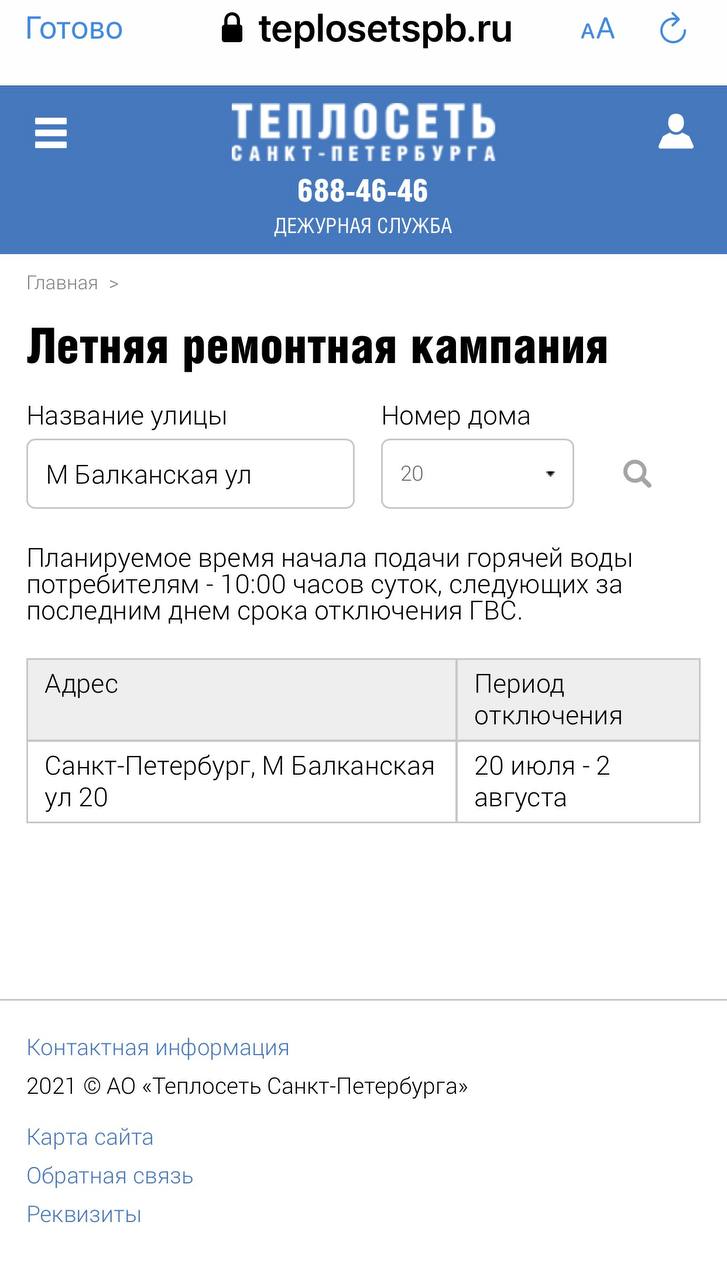 Готово
teplosetspb.ru
AA
ТЕПЛОСЕТЬ
САНКТ-ПЕТЕРБУРГА
688-46-46
ДЕЖУРНАЯ СЛУЖБА
Главная >
Летняя ремонтная кампания
Название улицы
Номер дома
М Балканская ул
20
Планируемое время начала подачи горячей воды
потребителям - 10:00 часов суток, следующих за
последним днем срока отключения ГВС.
Адрес
Период
отключения
Санкт-Петербург, М Балканская
ул 20
20 июля - 2
августа
Контактная информация
2021 © АО «Теплосеть Санкт-Петербурга»
Карта сайта
Обратная связь
Реквизиты